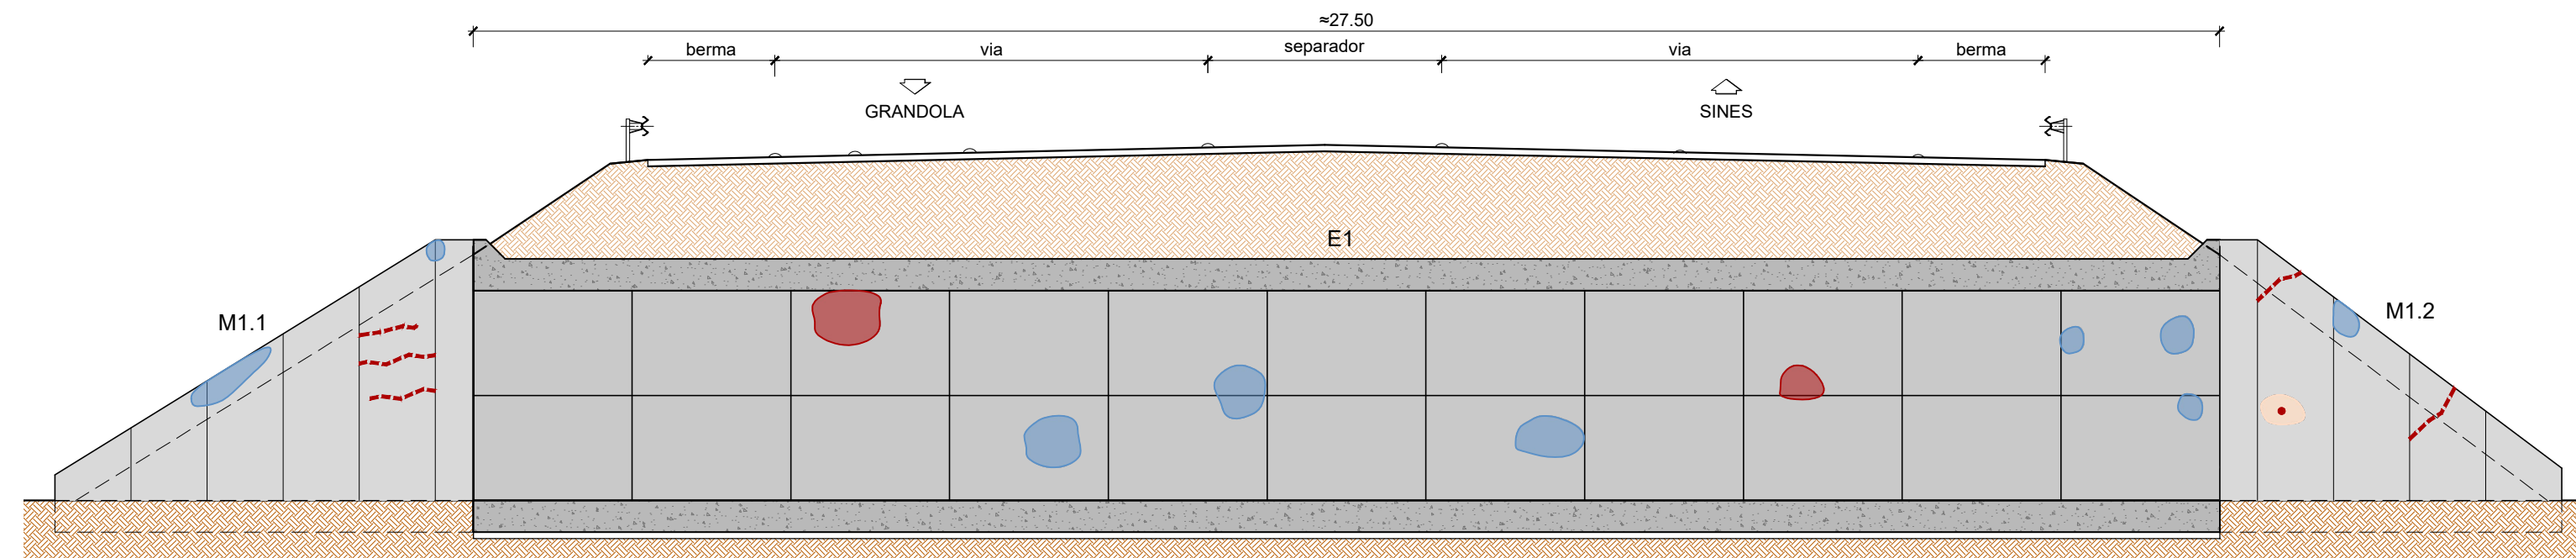 ≈27.50
berma via separador via berma
GRANDOLA SINES
E1
M1.1 M1.2